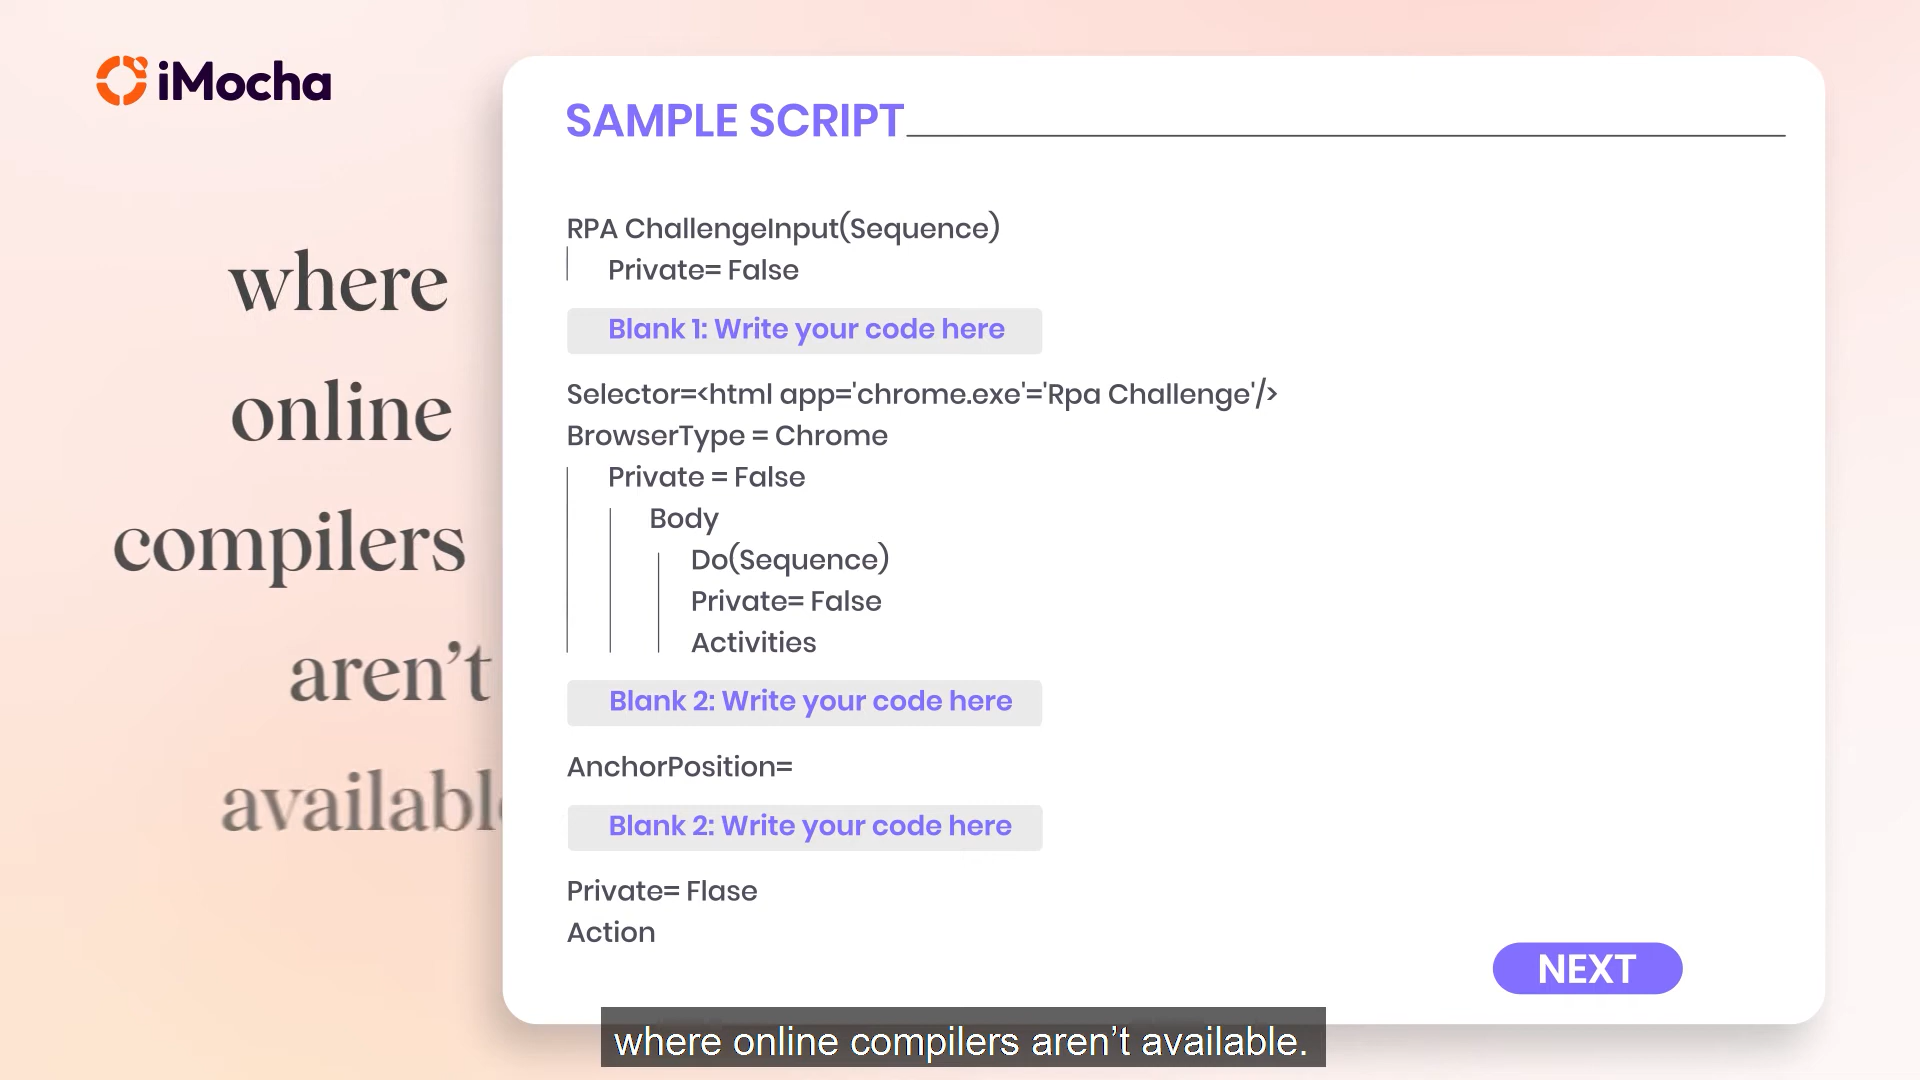 iMocha
where
online
compilers
aren’t
SAMPLE SCRIPT
RPA ChallengeInput(Sequence)
Private= False
Blank 1: Write your code here
Selector=<html app='chrome.exe'='Rpa Challenge'/>
BrowserType = Chrome
Private = False
Body
Do(Sequence)
Private= False
Activities
Blank 2: Write your code here
AnchorPosition=
Blank 2: Write your code here
Private= Flase
Action
NEXT
where online compilers aren’t available.